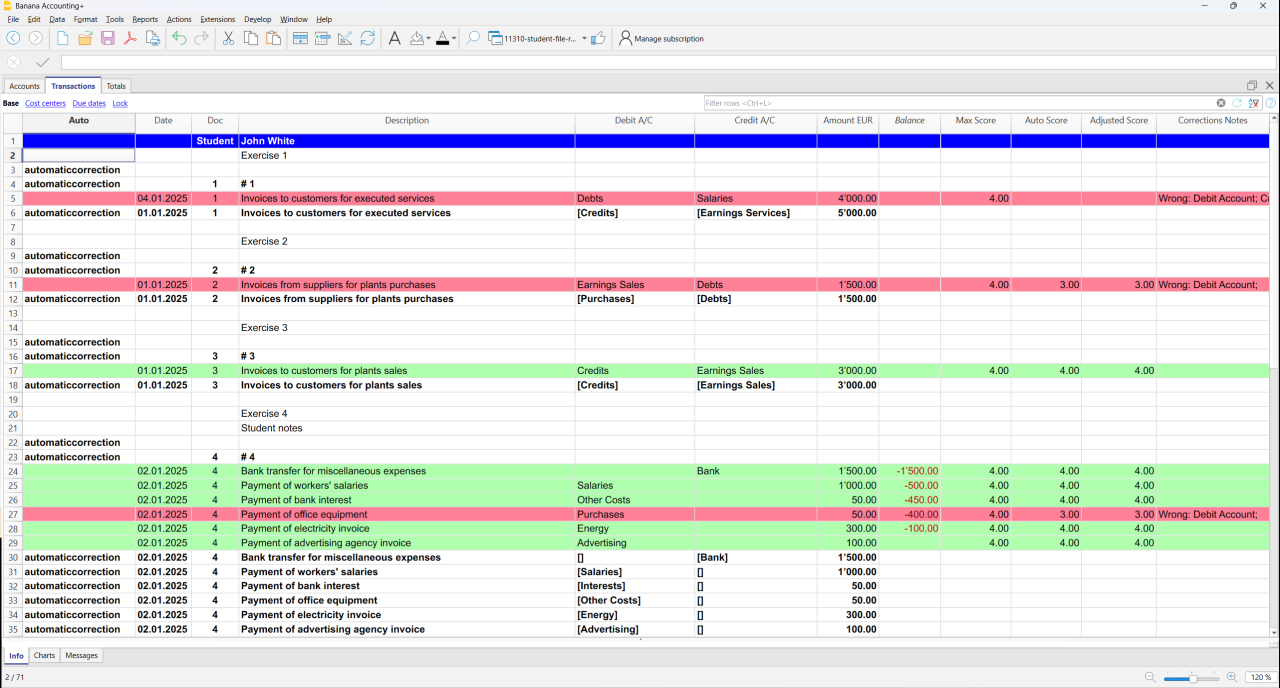 Banana Accounting+
File Edit Data Format Tools Reports Actions Extensions Develop Window Help
11310-student-file-r... Manage subscription
Accounts Transactions Totals
Base Cost centers Due dates Lock Filter rows <Ctrl+L>
Auto Date Doc Description Debit A/C Credit A/C Amount EUR Balance Max Score Auto Score Adjusted Score Corrections Notes
1 Student John White
2 Exercise 1
3 automaticcorrection
4 automaticcorrection 1 # 1
5 04.01.2025 1 Invoices to customers for executed services Debts Salaries 4'000.00 4.00 Wrong: Debit Account; C
6 automaticcorrection 01.01.2025 1 Invoices to customers for executed services [Credits] [Earnings Services] 5'000.00
7
8 Exercise 2
9 automaticcorrection
10 automaticcorrection 2 # 2
11 01.01.2025 2 Invoices from suppliers for plants purchases Earnings Sales Debts 1'500.00 4.00 3.00 3.00 Wrong: Debit Account;
12 automaticcorrection 01.01.2025 2 Invoices from suppliers for plants purchases [Purchases] [Debts] 1'500.00
13
14 Exercise 3
15 automaticcorrection
16 automaticcorrection 3 # 3
17 01.01.2025 3 Invoices to customers for plants sales Credits Earnings Sales 3'000.00 4.00 4.00 4.00
18 automaticcorrection 01.01.2025 3 Invoices to customers for plants sales [Credits] [Earnings Sales] 3'000.00
19
20 Exercise 4
21 Student notes
22 automaticcorrection
23 automaticcorrection 4 # 4
24 02.01.2025 4 Bank transfer for miscellaneous expenses Bank 1'500.00 -1'500.00 4.00 4.00 4.00
25 02.01.2025 4 Payment of workers' salaries Salaries 1'000.00 -500.00 4.00 4.00 4.00
26 02.01.2025 4 Payment of bank interest Other Costs 50.00 -450.00 4.00 4.00 4.00
27 02.01.2025 4 Payment of office equipment Purchases 50.00 -400.00 4.00 3.00 3.00 Wrong: Debit Account;
28 02.01.2025 4 Payment of electricity invoice Energy 300.00 -100.00 4.00 4.00 4.00
29 02.01.2025 4 Payment of advertising agency invoice Advertising 100.00 4.00 4.00 4.00
30 automaticcorrection 02.01.2025 4 Bank transfer for miscellaneous expenses [] [Bank] 1'500.00
31 automaticcorrection 02.01.2025 4 Payment of workers' salaries [Salaries] [] 1'000.00
32 automaticcorrection 02.01.2025 4 Payment of bank interest [Interests] [] 50.00
33 automaticcorrection 02.01.2025 4 Payment of office equipment [Other Costs] [] 50.00
34 automaticcorrection 02.01.2025 4 Payment of electricity invoice [Energy] [] 300.00
35 automaticcorrection 02.01.2025 4 Payment of advertising agency invoice [Advertising] [] 100.00
Info Charts Messages
2 / 71 120 %